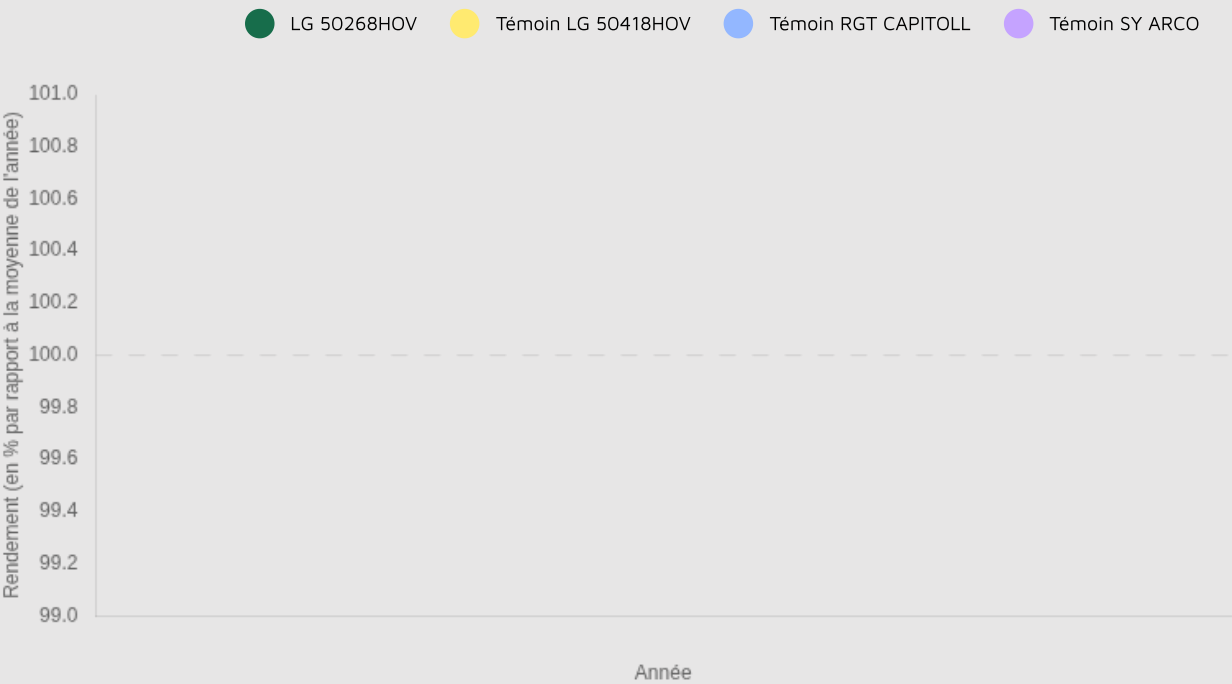 LG 50268HOV
Témoin LG 50418HOV
Témoin RGT CAPITOLL
Témoin SY ARCO
Rendement (en % par rapport à la moyenne de l'année)
101.0
100.8
100.6
100.4
100.2
100.0
99.8
99.6
99.4
99.2
99.0
Année